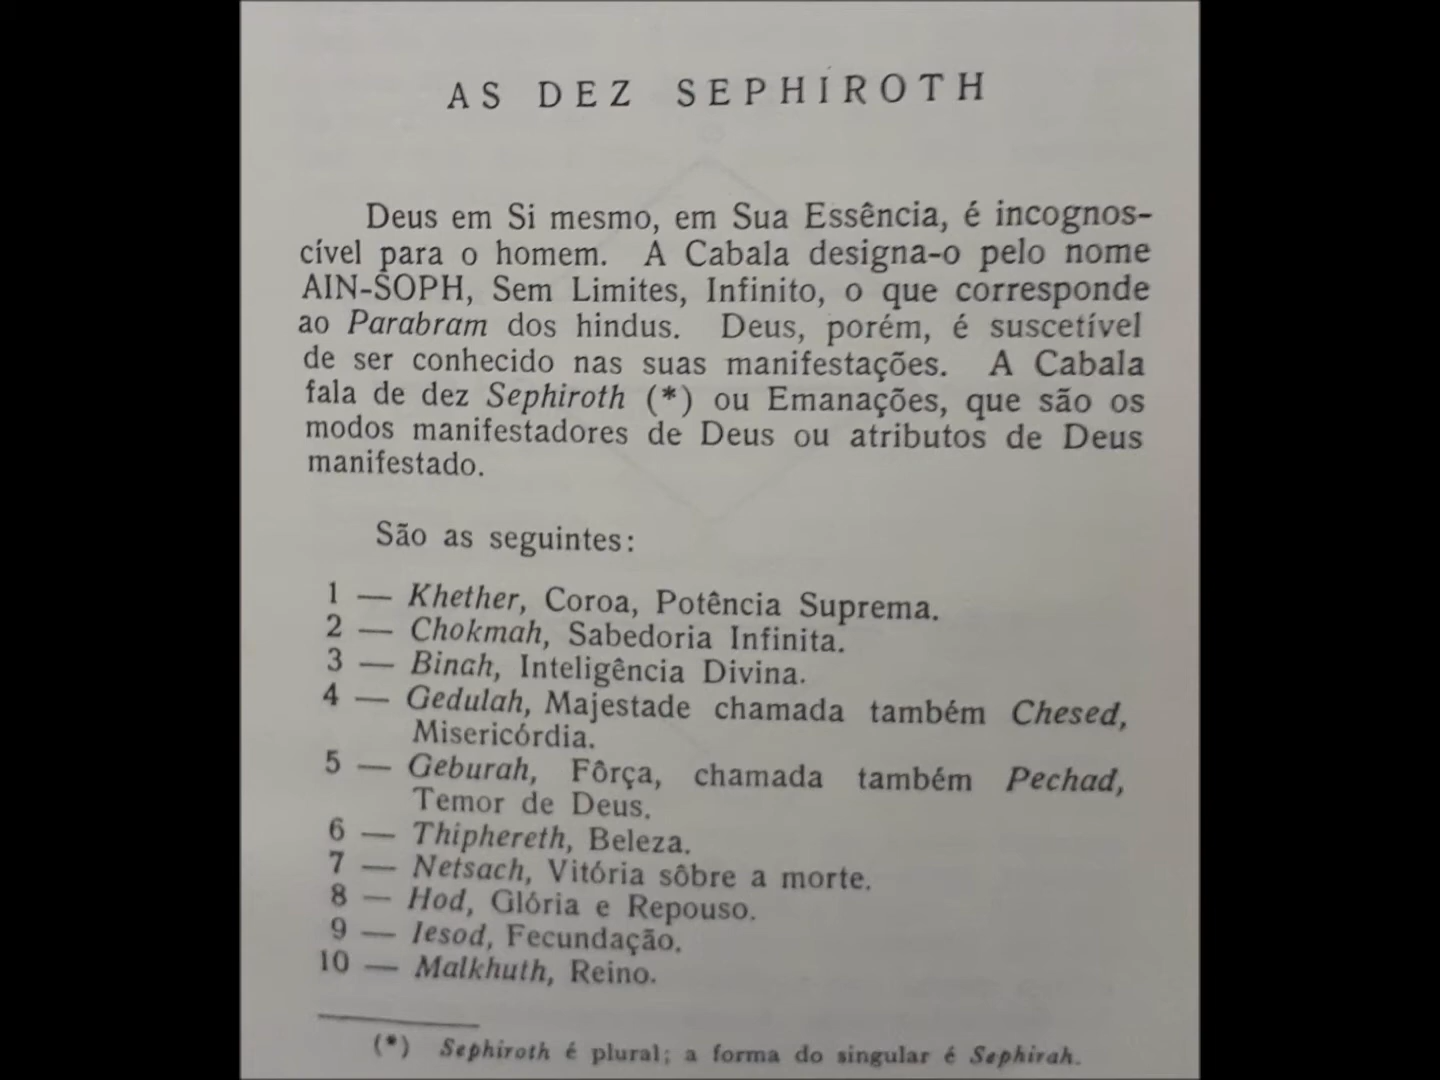 AS DEZ SEPHIROTH
Deus em Si mesmo, em Sua Essência, é incognos-
cível para o homem. A Cabala designa-o pelo nome
AIN-SOPH, Sem Limites, Infinito, o que corresponde
ao Parabram dos hindus. Deus, porém, é suscetível
de ser conhecido nas suas manifestações. A Cabala
fala de dez Sephiroth (*) ou Emanações, que são os
modos manifestadores de Deus ou atributos de Deus
manifestado.
São as seguintes:
1 — Khether, Coroa, Potência Suprema.
2 — Chokmah, Sabedoria Infinita.
3 — Binah, Inteligência Divina.
4 — Gedulah, Majestade chamada também Chesed,
Misericórdia.
5 — Geburah, Fôrça, chamada também Pechad,
Temor de Deus.
6 — Thiphereth, Beleza.
7 — Netsach, Vitória sôbre a morte.
8 — Hod, Glória e Repouso.
9 — Iesod, Fecundação.
10 — Malkhuth, Reino.
(*) Sephiroth é plural; a forma do singular é Sephirah.